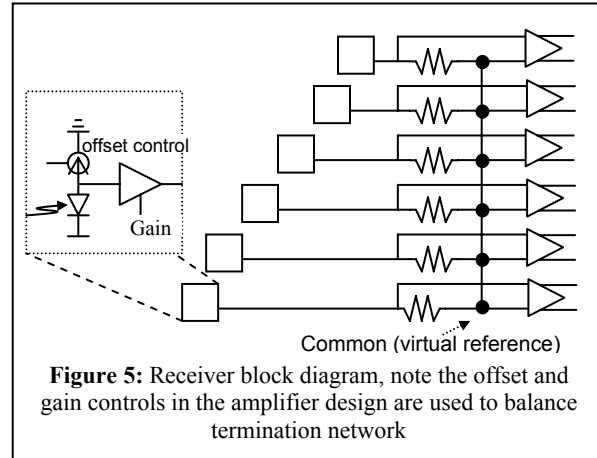 offset control
Gain
Common (virtual reference)
Figure 5: Receiver block diagram, note the offset and
gain controls in the amplifier design are used to balance
termination network